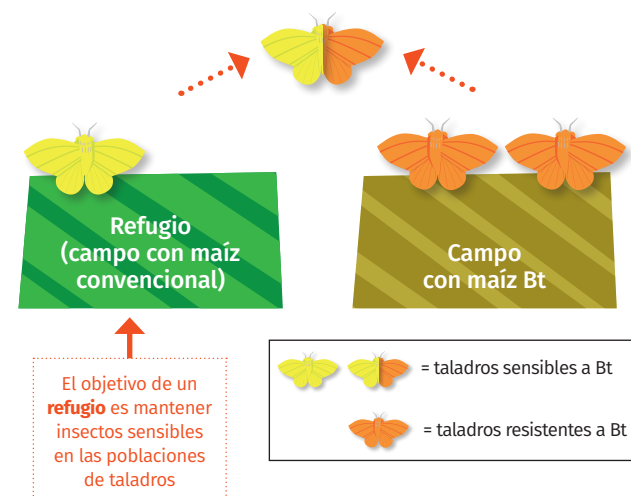 Refugio
(campo con maíz
convencional)
Campo
con maíz Bt
El objetivo de un
refugio es mantener
insectos sensibles
en las poblaciones
de taladros
= taladros sensibles a Bt
= taladros resistentes a Bt